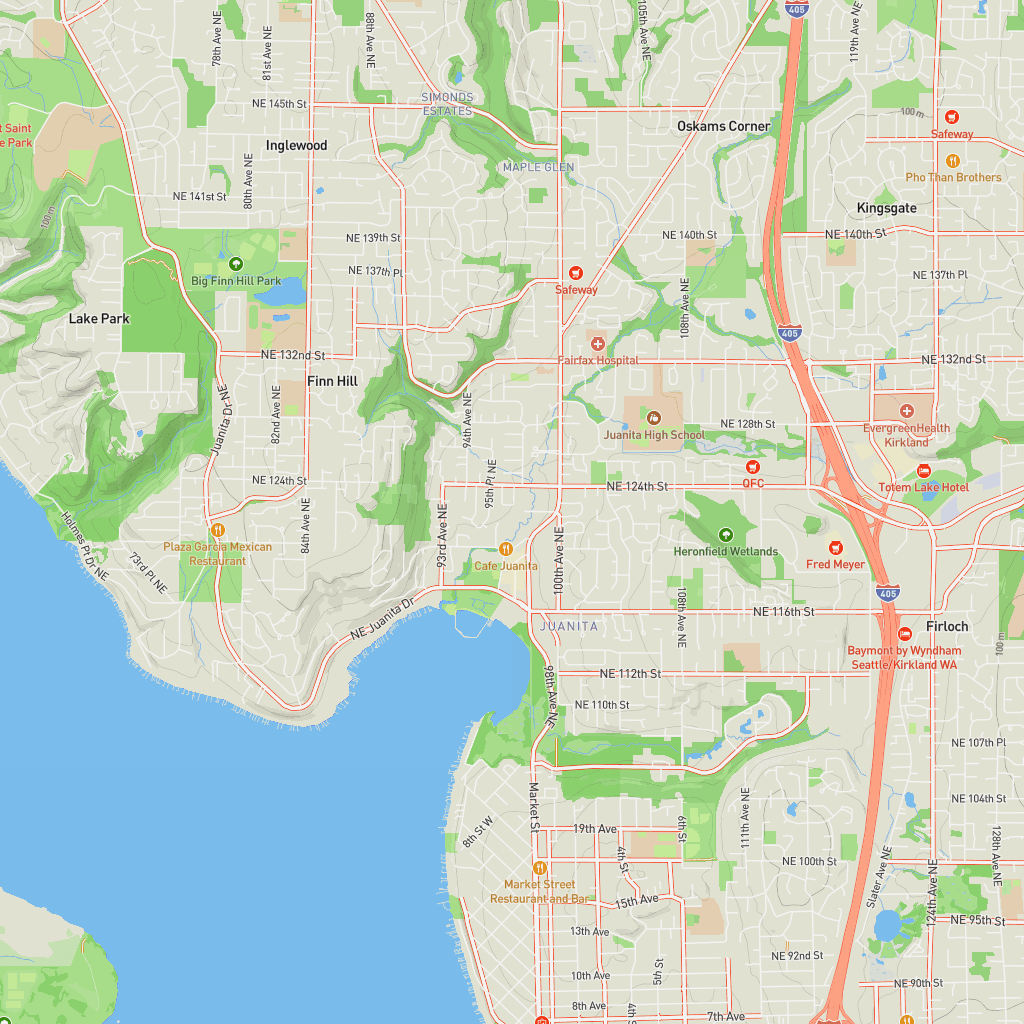 405
78th Ave NE
81st Ave NE
88th Ave NE
105th Ave NE
119th Ave NE
NE 145th St
SIMONDS
ESTATES
100 m
Safeway
Oskams Corner
t Saint
e Park
Inglewood
MAPLE GLEN
Pho Than Brothers
80th Ave NE
NE 141st St
Kingsgate
100 m
NE 139th St
NE 140th St
NE 140th St
Big Finn Hill Park
NE 137th Pl
Safeway
NE 137th Pl
108th Ave NE
Lake Park
405
NE 132nd St
Fairfax Hospital
NE 132nd St
Finn Hill
Juanita Dr NE
82nd Ave NE
94th Ave NE
Juanita High School
NE 128th St
EvergreenHealth
Kirkland
NE 124th St
95th Pl NE
NE 124th St
QFC
Totem Lake Hotel
Holmes Pt Dr NE
84th Ave NE
93rd Ave NE
Plaza Garcia Mexican
Restaurant
73rd Pl NE
Cafe Juanita
100th Ave NE
Heronfield Wetlands
Fred Meyer
405
NE Juanita Dr
108th Ave NE
NE 116th St
JUANITA
Firloch
100 m
Baymont by Wyndham
Seattle/Kirkland WA
98th Ave NE
NE 112th St
NE 110th St
NE 107th Pl
Market St
8th St W
19th Ave
6th St
111th Ave NE
NE 104th St
4th St
NE 100th St
Slater Ave NE
124th Ave NE
128th Ave NE
Market Street
Restaurant and Bar
15th Ave
NE 95th St
13th Ave
NE 92nd St
10th Ave
5th St
NE 90th St
8th Ave
4th St
7th Ave